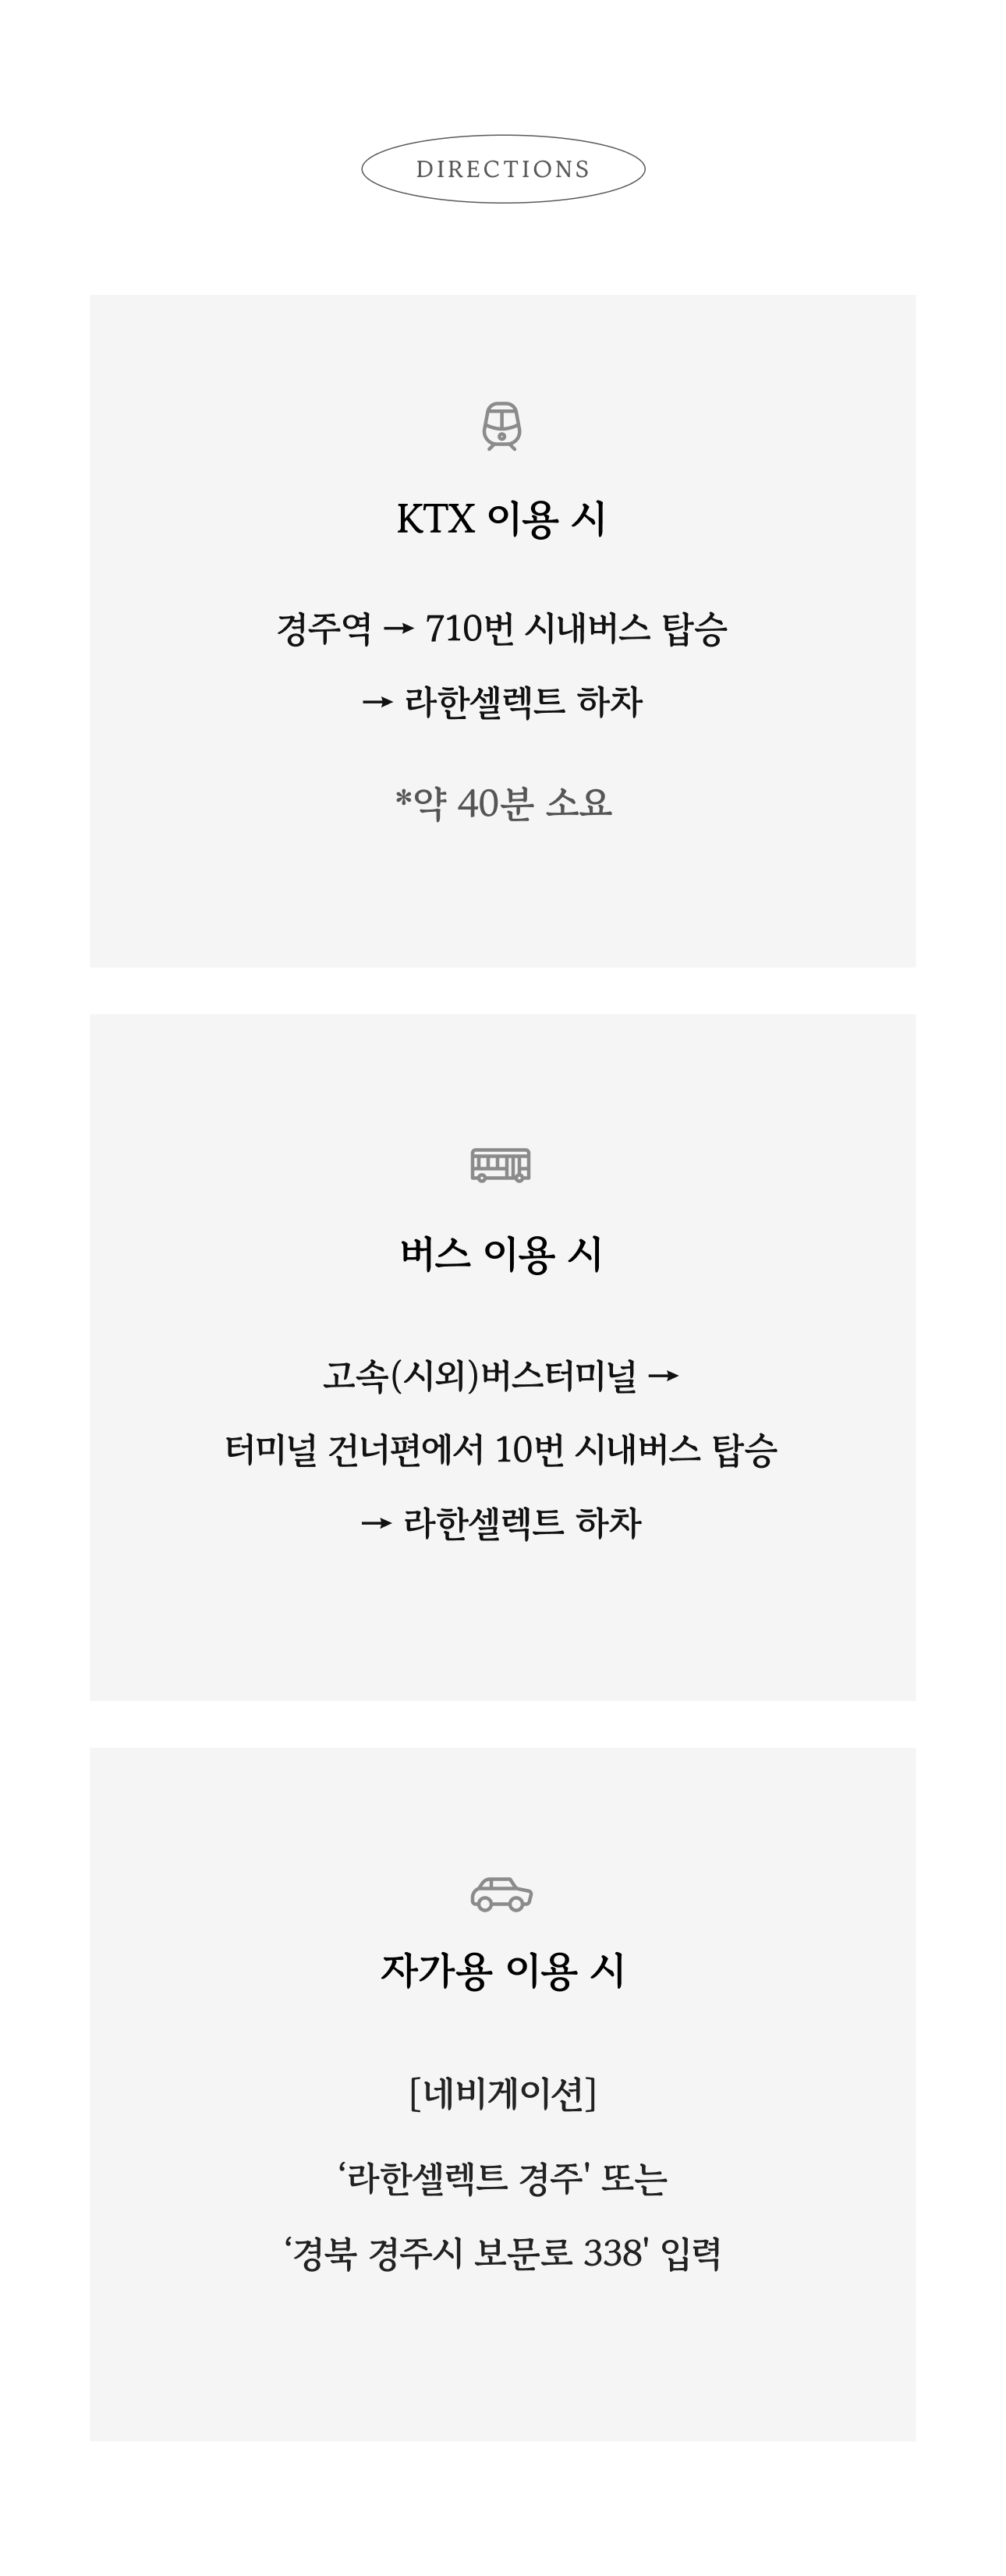 DIRECTIONS
KTX 이용 시
경주역 → 710번 시내버스 탑승
→ 라한셀렉트 하차
*약 40분 소요
버스 이용 시
고속(시외)버스터미널 →
터미널 건너편에서 10번 시내버스 탑승
→ 라한셀렉트 하차
자가용 이용 시
[네비게이션]
‘라한셀렉트 경주' 또는
‘경북 경주시 보문로 338' 입력